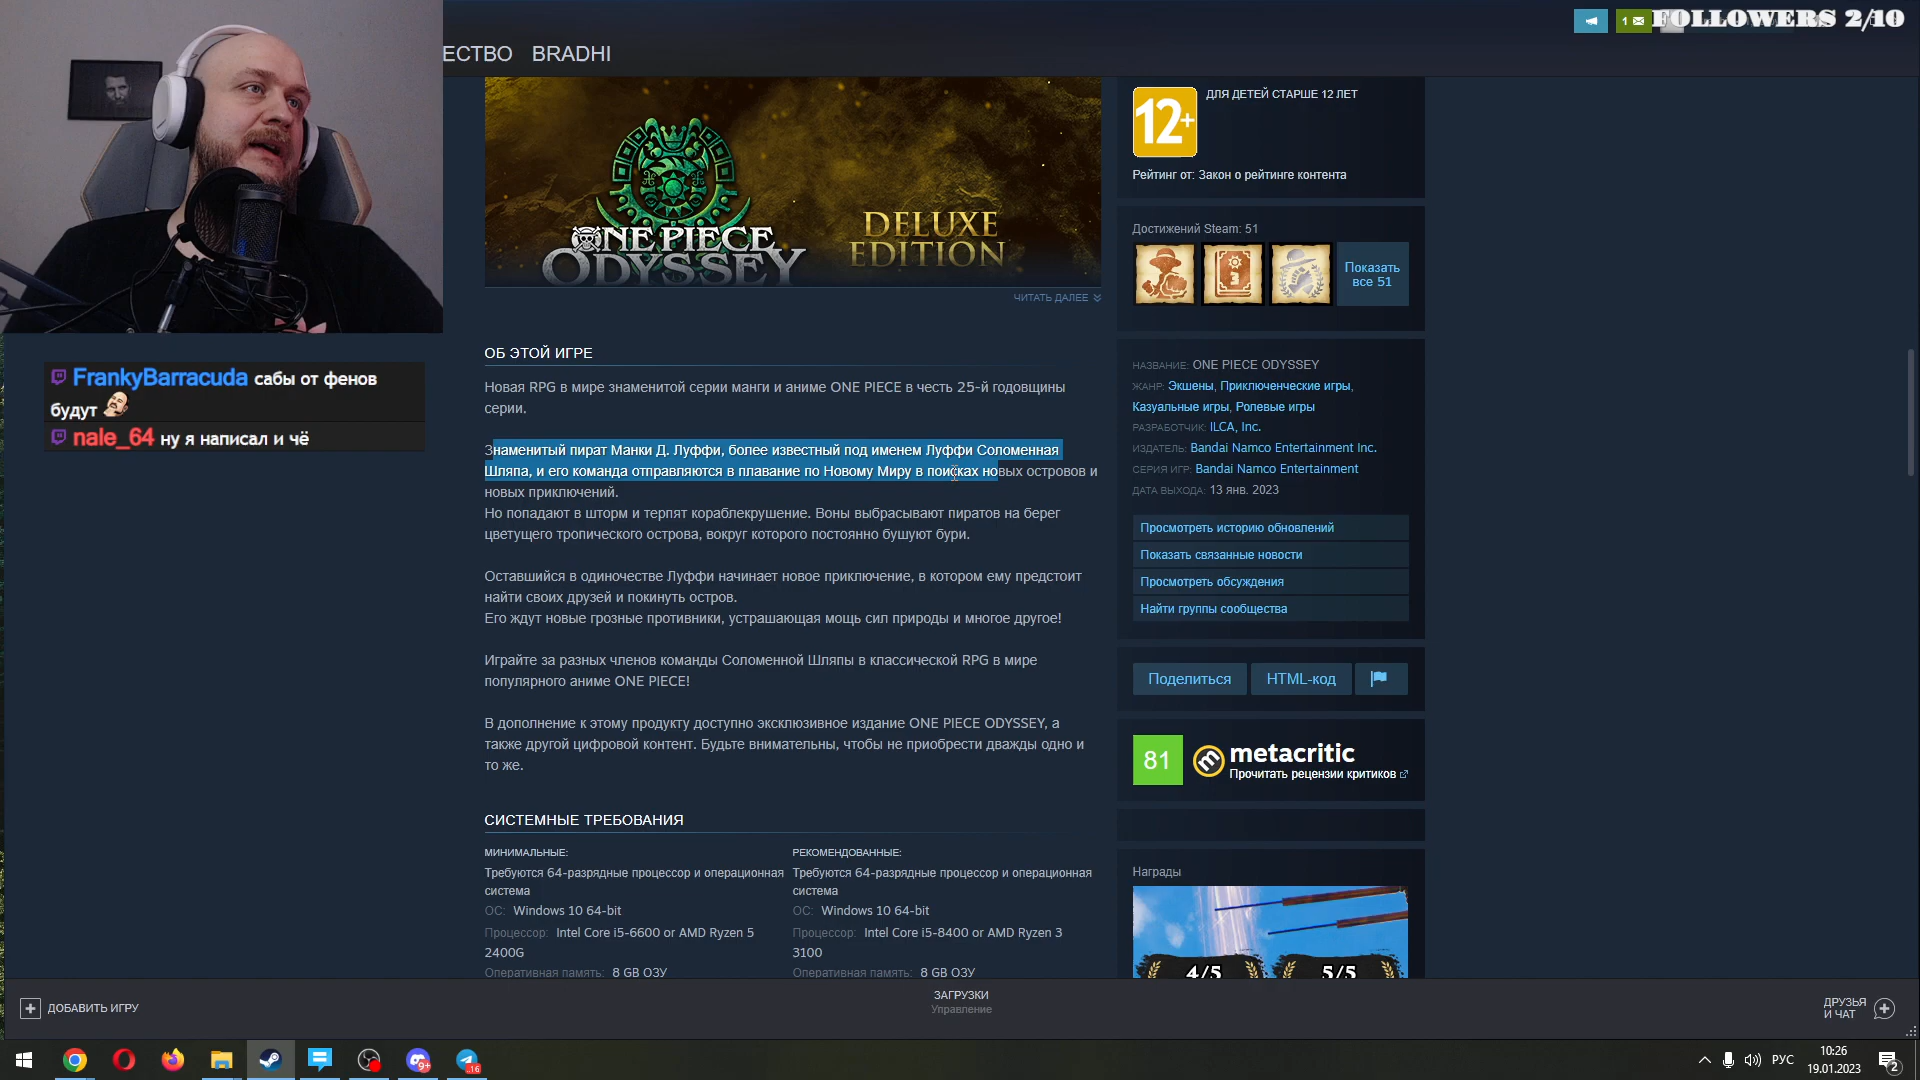 FOLLOWERS 2/10
1
ЕСТВО BRADHI
ONE PIECE
ODYSSEY
DELUXE
EDITION
ЧИТАТЬ ДАЛЕЕ
12+
ДЛЯ ДЕТЕЙ СТАРШЕ 12 ЛЕТ
Рейтинг от: Закон о рейтинге контента
Достижений Steam: 51
3
Показать
все 51
FrankyBarracuda сабы от фенов
будут
nale_64 ну я написал и чё
ОБ ЭТОЙ ИГРЕ
Новая RPG в мире знаменитой серии манги и аниме ONE PIECE в честь 25-й годовщины
серии.
Знаменитый пират Манки Д. Луффи, более известный под именем Луффи Соломенная
Шляпа, и его команда отправляются в плавание по Новому Миру в поисках новых островов и
новых приключений.
Но попадают в шторм и терпят кораблекрушение. Воны выбрасывают пиратов на берег
цветущего тропического острова, вокруг которого постоянно бушуют бури.
Оставшийся в одиночестве Луффи начинает новое приключение, в котором ему предстоит
найти своих друзей и покинуть остров.
Его ждут новые грозные противники, устрашающая мощь сил природы и многое другое!
Играйте за разных членов команды Соломенной Шляпы в классической RPG в мире
популярного аниме ONE PIECE!
В дополнение к этому продукту доступно эксклюзивное издание ONE PIECE ODYSSEY, а
также другой цифровой контент. Будьте внимательны, чтобы не приобрести дважды одно и
то же.
СИСТЕМНЫЕ ТРЕБОВАНИЯ
МИНИМАЛЬНЫЕ:
Требуются 64-разрядные процессор и операционная
система
ОС: Windows 10 64-bit
Процессор: Intel Core i5-6600 or AMD Ryzen 5
2400G
Оперативная память: 8 GB ОЗУ
РЕКОМЕНДОВАННЫЕ:
Требуются 64-разрядные процессор и операционная
система
ОС: Windows 10 64-bit
Процессор: Intel Core i5-8400 or AMD Ryzen 3
3100
Оперативная память: 8 GB ОЗУ
НАЗВАНИЕ: ONE PIECE ODYSSEY
ЖАНР: Экшены, Приключенческие игры,
Казуальные игры, Ролевые игры
РАЗРАБОТЧИК: ILCA, Inc.
ИЗДАТЕЛЬ: Bandai Namco Entertainment Inc.
СЕРИЯ ИГР: Bandai Namco Entertainment
ДАТА ВЫХОДА: 13 янв. 2023
Просмотреть историю обновлений
Показать связанные новости
Просмотреть обсуждения
Найти группы сообщества
Поделиться
HTML-код
81
metacritic
Прочитать рецензии критиков
Награды
4/5
5/5
ДОБАВИТЬ ИГРУ
ЗАГРУЗКИ
Управление
ДРУЗЬЯ
И ЧАТ
9+
16
РУС
10:26
19.01.2023
2